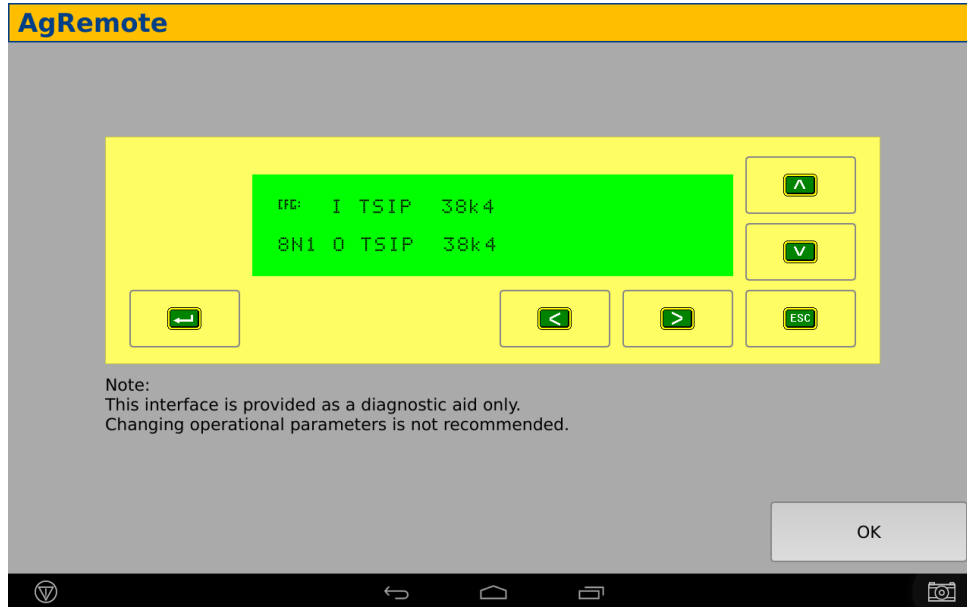 AgRemote
CFG: I TSIP 38k4
8N1 O TSIP 38k4
ESC
Note:
This interface is provided as a diagnostic aid only.
Changing operational parameters is not recommended.
OK